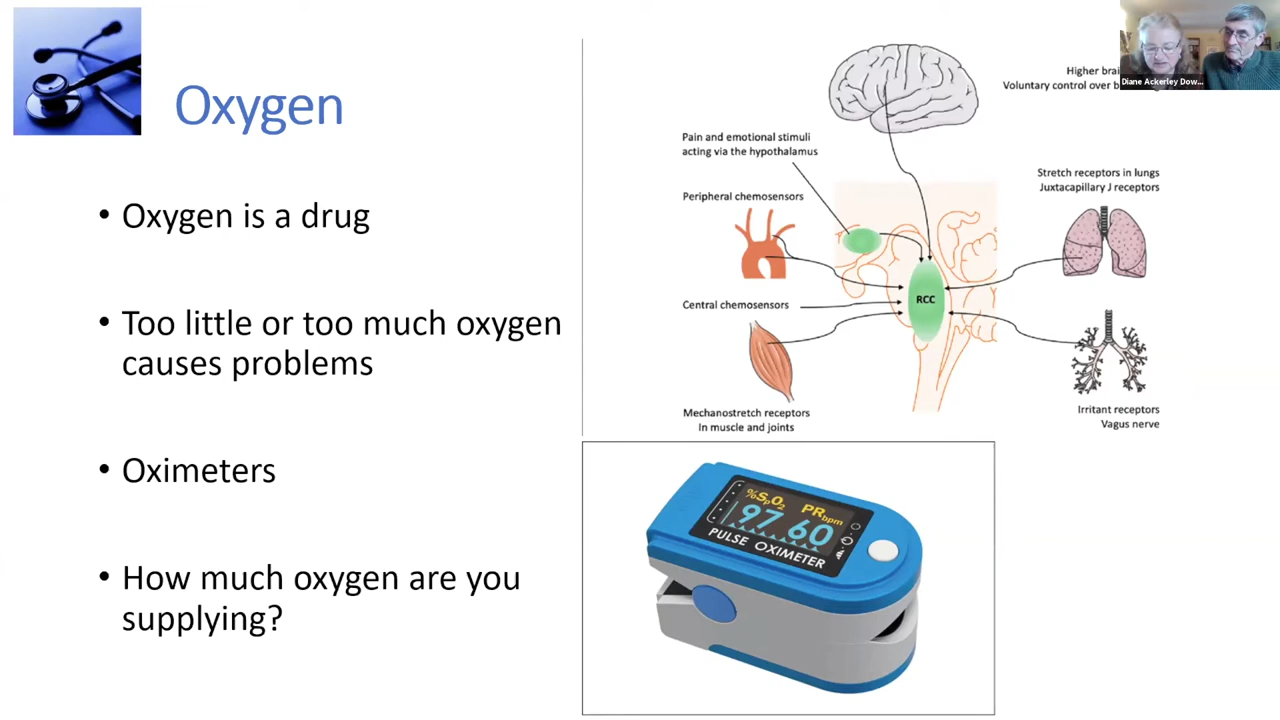 Oxygen
• Oxygen is a drug
• Too little or too much oxygen
causes problems
• Oximeters
• How much oxygen are you
supplying?
Higher
Voluntary control over
Pain and emotional stimuli
acting via the hypothalamus
Peripheral chemosensors
Stretch receptors in lungs
Juxtacapillary J receptors
RCC
Central chemosensors
Mechanostretch receptors
In muscle and joints
Irritant receptors
Vagus nerve
%SpO2 PRbpm
97 60
PULSE OXIMETER
Diane Ackerley Dow...